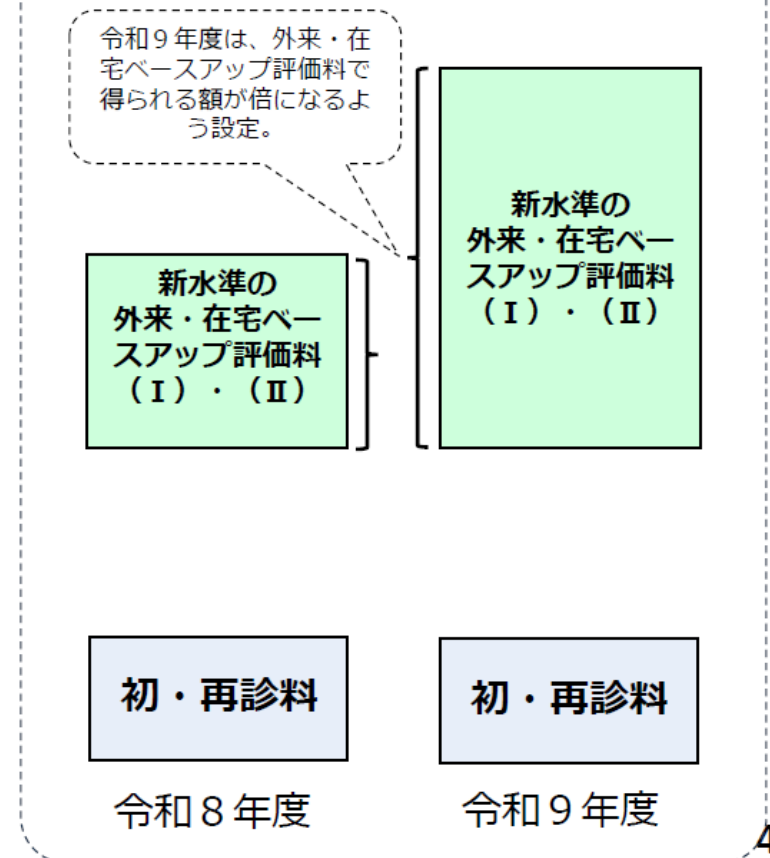 令和９年度は、外来・在
宅ベースアップ評価料で
得られる額が倍になるよ
う設定。
新水準の
外来・在宅ベー
スアップ評価料
（Ⅰ）・（Ⅱ）
新水準の
外来・在宅ベー
スアップ評価料
（Ⅰ）・（Ⅱ）
初・再診料
初・再診料
令和８年度
令和９年度
4